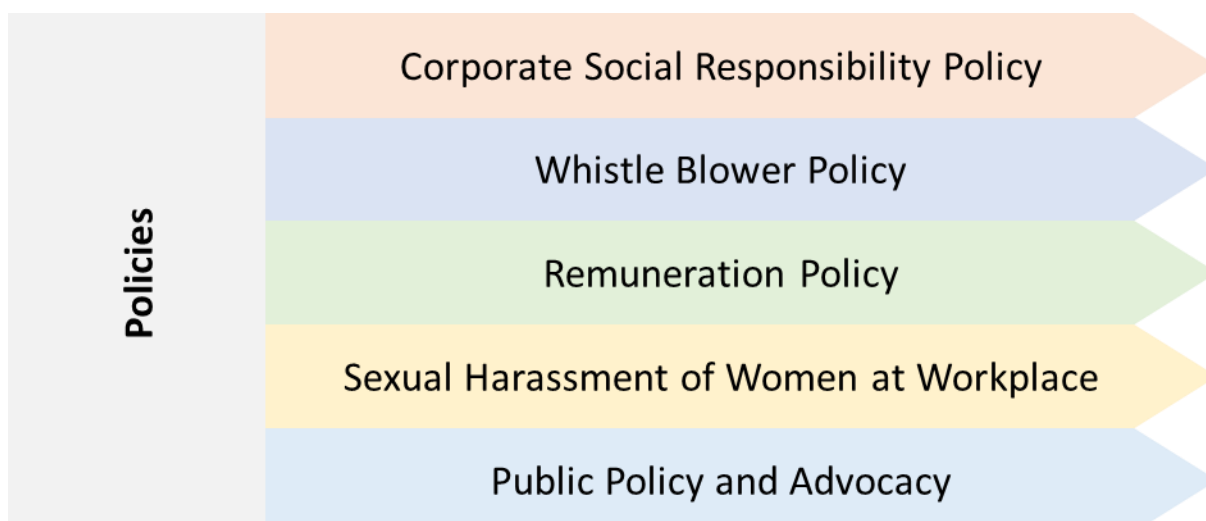 Policies
Corporate Social Responsibility Policy
Whistle Blower Policy
Remuneration Policy
Sexual Harassment of Women at Workplace
Public Policy and Advocacy